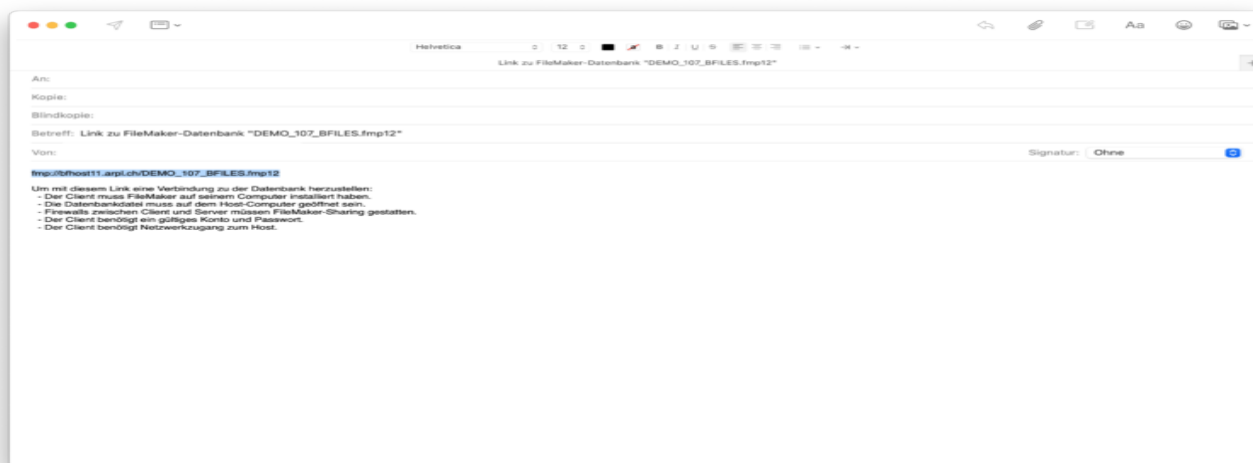 Aa
Helvetica 12 B I U S
Link zu FileMaker-Datenbank "DEMO_107_BFILES.fmp12"
An:
Kopie:
Blindkopie:
Betreff: Link zu FileMaker-Datenbank "DEMO_107_BFILES.fmp12"
Von: Signatur: Ohne
fmp://bfhost11.arpl.ch/DEMO_107_BFILES.fmp12
Um mit diesem Link eine Verbindung zu der Datenbank herzustellen:
- Der Client muss FileMaker auf seinem Computer installiert haben.
- Die Datenbankdatei muss auf dem Host-Computer geöffnet sein.
- Firewalls zwischen Client und Server müssen FileMaker-Sharing gestatten.
- Der Client benötigt ein gültiges Konto und Passwort.
- Der Client benötigt Netzwerkzugang zum Host.